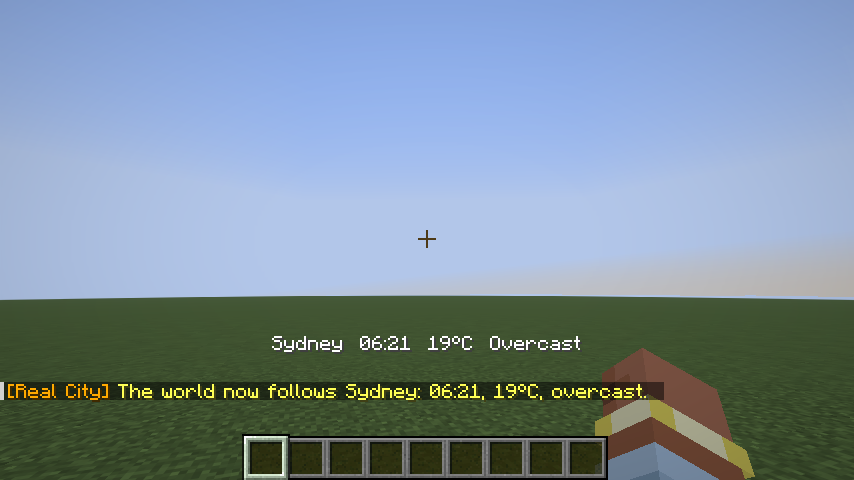 Sydney 06:21 19°C Overcast
[Real City] The world now follows Sydney: 06:21, 19°C, overcast.